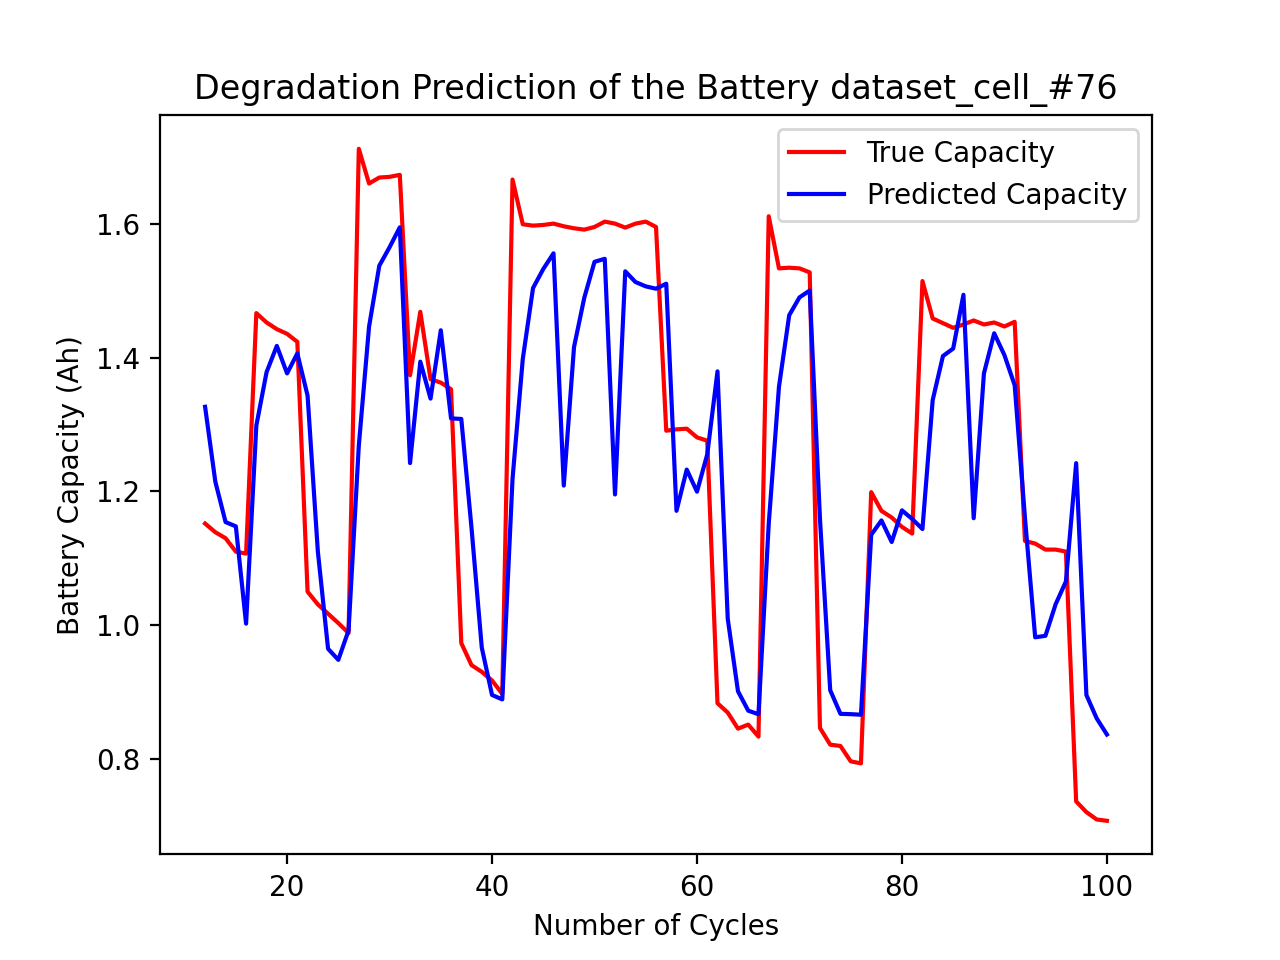 Degradation Prediction of the Battery dataset_cell_#76
True Capacity
Predicted Capacity
Battery Capacity (Ah)
1.6
1.4
1.2
1.0
0.8
20 40 60 80 100
Number of Cycles